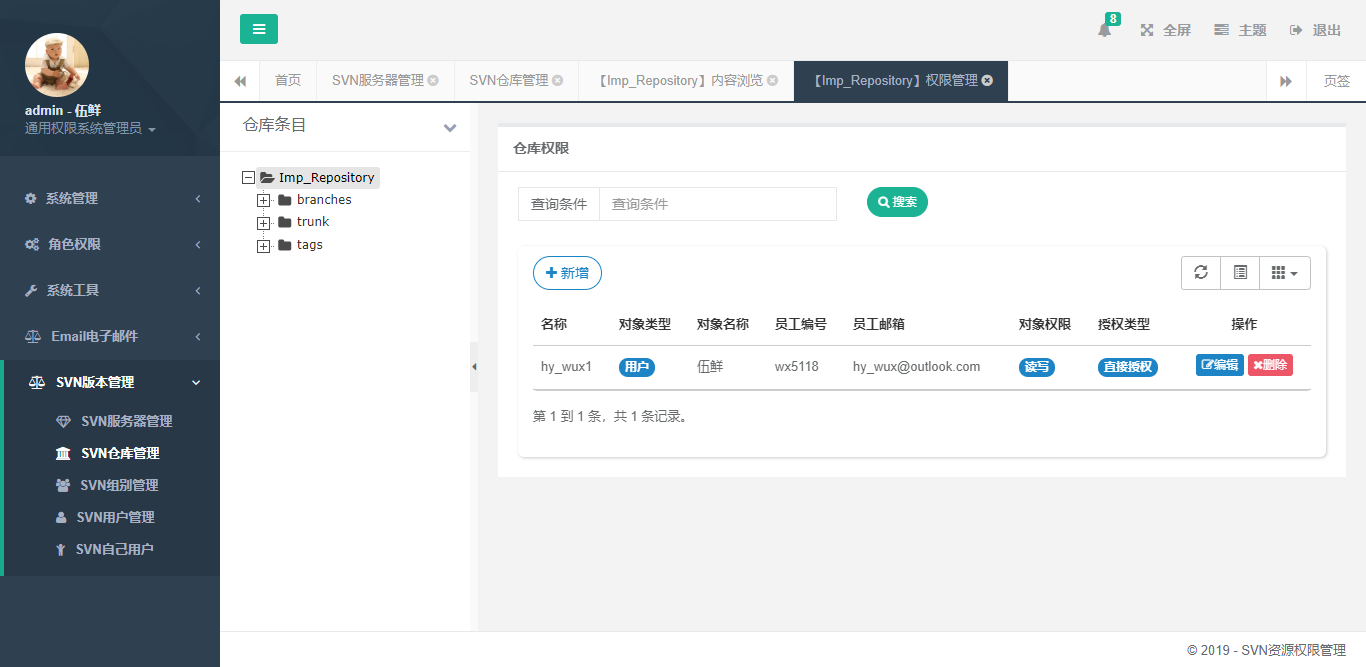 admin - 伍鲜
通用权限系统管理员
系统管理
角色权限
系统工具
Email电子邮件
SVN版本管理
SVN服务器管理
SVN仓库管理
SVN组别管理
SVN用户管理
SVN自己用户
8
全屏 主题 退出
首页 SVN服务器管理 SVN仓库管理 【Imp_Repository】内容浏览 【Imp_Repository】权限管理 页签
仓库条目
Imp_Repository
branches
trunk
tags
仓库权限
查询条件 查询条件 搜索
新增
名称 对象类型 对象名称 员工编号 员工邮箱 对象权限 授权类型 操作
hy_wux1 用户 伍鲜 wx5118 hy_wux@outlook.com 读写 直接授权 编辑 删除
第 1 到 1 条，共 1 条记录。
© 2019 - SVN资源权限管理